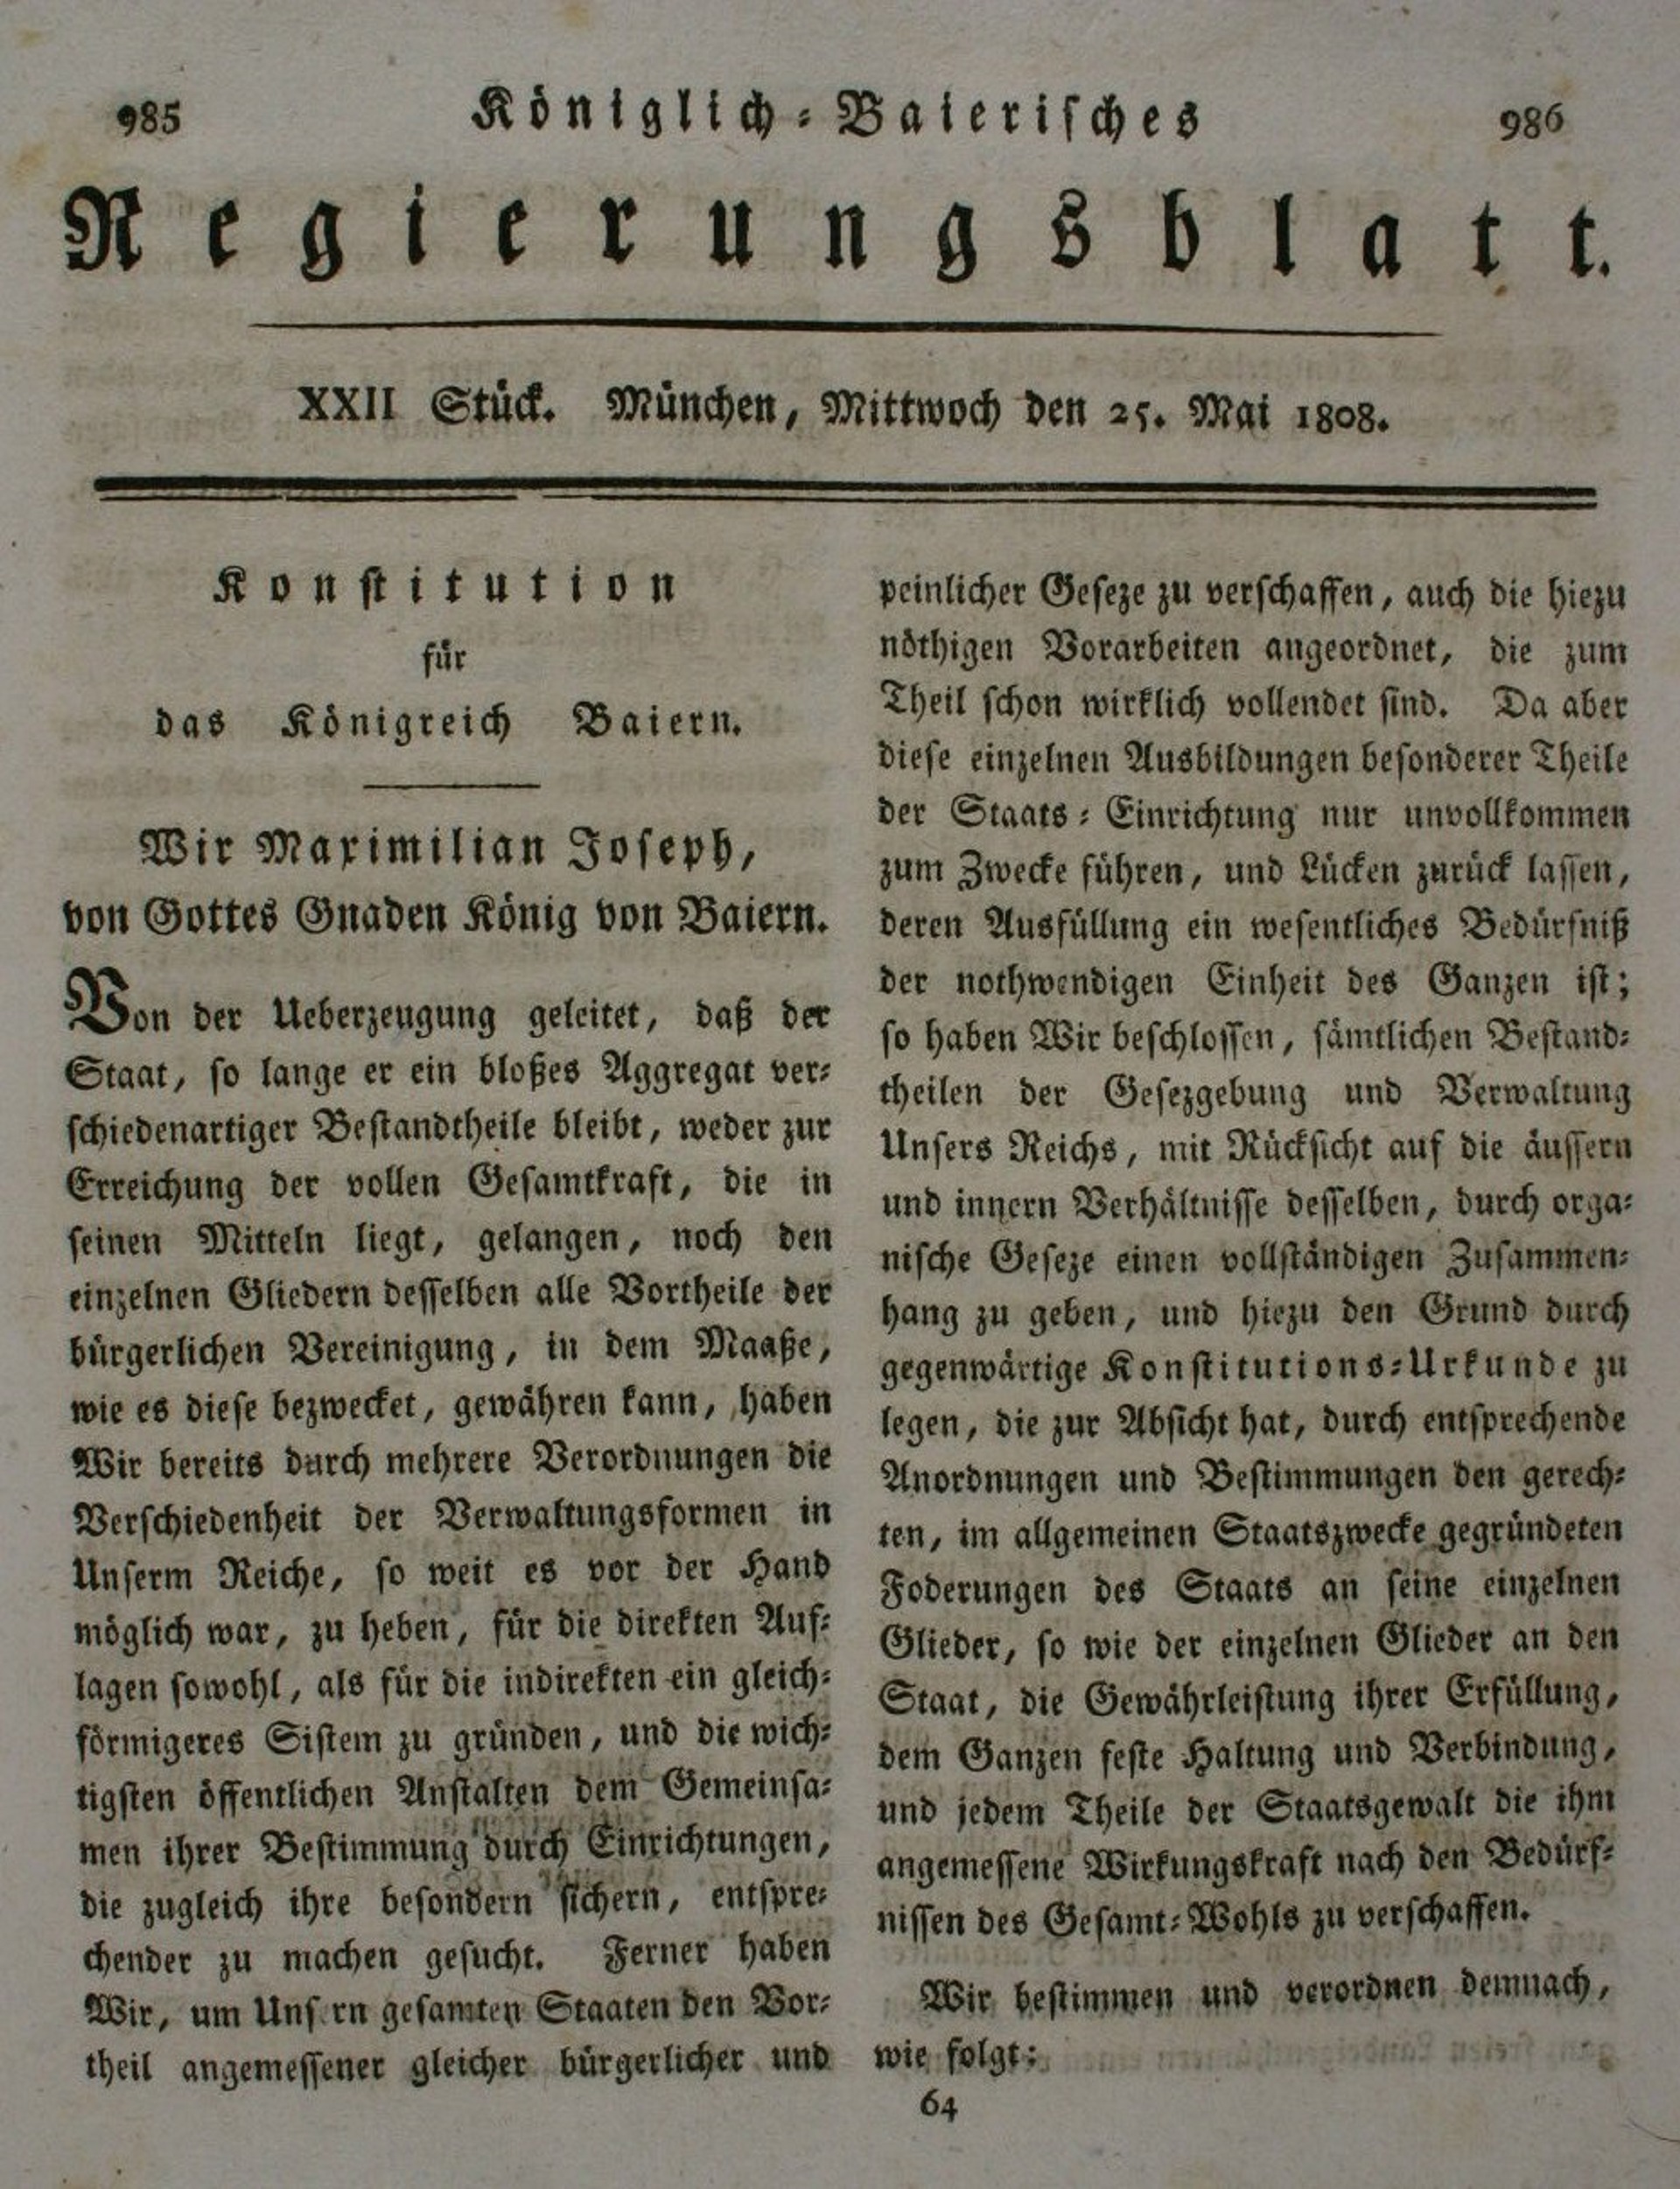 985
Königlich-Baierisches
986
Regierungsblatt.
XXII Stück. München, Mittwoch den 25. Mai 1808.
Konstitution
für
das Königreich Baiern.
Wir Maximilian Joseph,
von Gottes Gnaden König von Baiern.
Von der Ueberzeugung geleitet, daß der
Staat, so lange er ein bloßes Aggregat ver-
schiedenartiger Bestandtheile bleibt, weder zur
Erreichung der vollen Gesamtkraft, die in
seinen Mitteln liegt, gelangen, noch den
einzelnen Gliedern desselben alle Vortheile der
bürgerlichen Vereinigung, in dem Maaße,
wie es diese bezwecket, gewähren kann, haben
Wir bereits durch mehrere Verordnungen die
Verschiedenheit der Verwaltungsformen in
Unserm Reiche, so weit es vor der Hand
möglich war, zu heben, für die direkten Auf-
lagen sowohl, als für die indirekten ein gleich-
förmigeres Sistem zu gründen, und die wich-
tigsten öffentlichen Anstalten dem Gemeinsa-
men ihrer Bestimmung durch Einrichtungen,
die zugleich ihre besondern sichern, entspre-
chender zu machen gesucht. Ferner haben
Wir, um Uns rn gesamten Staaten den Vor-
theil angemessener gleicher bürgerlicher und
peinlicher Geseze zu verschaffen, auch die hiezu
nöthigen Vorarbeiten angeordnet, die zum
Theil schon wirklich vollendet sind. Da aber
diese einzelnen Ausbildungen besonderer Theile
der Staats-Einrichtung nur unvollkommen
zum Zwecke führen, und Lücken zurück lassen,
deren Ausfüllung ein wesentliches Bedürfniß
der nothwendigen Einheit des Ganzen ist;
so haben Wir beschlossen, sämtlichen Bestand-
theilen der Gesezgebung und Verwaltung
Unsers Reichs, mit Rücksicht auf die äussern
und innern Verhältnisse desselben, durch orga-
nische Geseze einen vollständigen Zusammen-
hang zu geben, und hiezu den Grund durch
gegenwärtige Konstitutions-Urkunde zu
legen, die zur Absicht hat, durch entsprechende
Anordnungen und Bestimmungen den gerech-
ten, im allgemeinen Staatszwecke gegründeten
Foderungen des Staats an seine einzelnen
Glieder, so wie der einzelnen Glieder an den
Staat, die Gewährleistung ihrer Erfüllung,
dem Ganzen feste Haltung und Verbindung,
und jedem Theile der Staatsgewalt die ihm
angemessene Wirkungskraft nach den Bedürf-
nissen des Gesamt-Wohls zu verschaffen.
Wir bestimmen und verordnen demnach,
wie folgt:
64